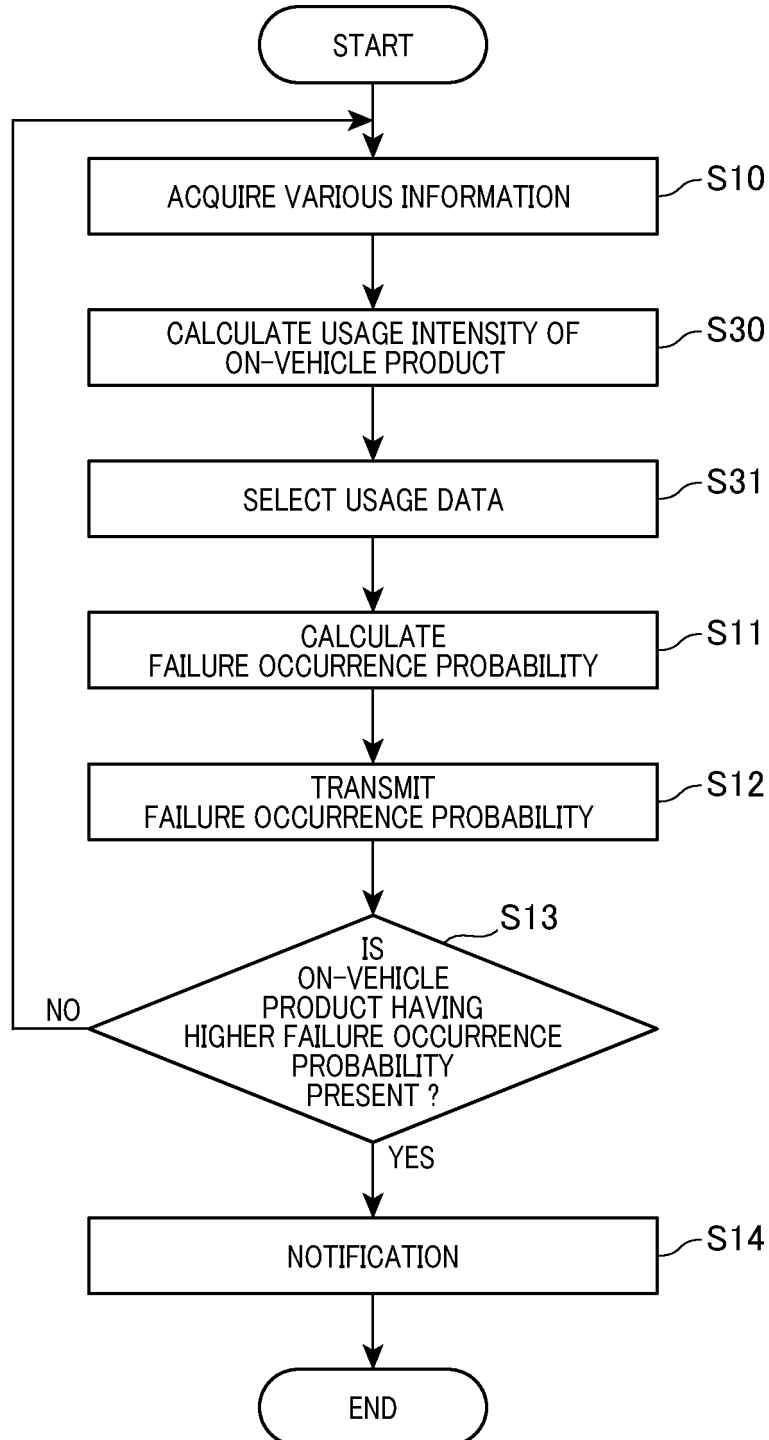 START
ACQUIRE VARIOUS INFORMATION
S10
CALCULATE USAGE INTENSITY OF
ON-VEHICLE PRODUCT
S30
SELECT USAGE DATA
S31
CALCULATE
FAILURE OCCURRENCE PROBABILITY
S11
TRANSMIT
FAILURE OCCURRENCE PROBABILITY
S12
S13
IS
ON-VEHICLE
PRODUCT HAVING
HIGHER FAILURE OCCURRENCE
PROBABILITY
PRESENT ?
NO
YES
NOTIFICATION
S14
END